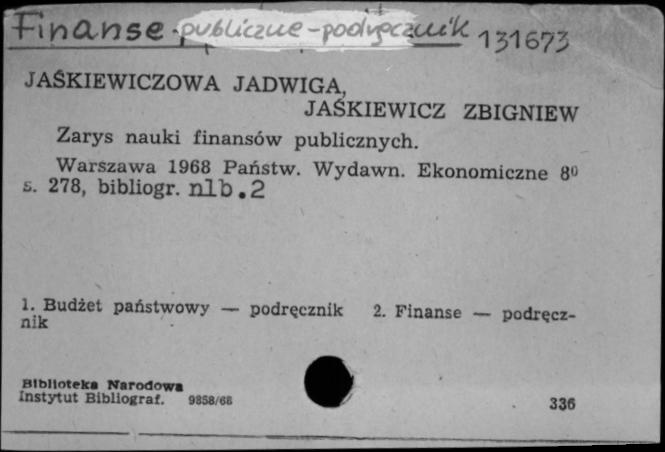 Finanse publiczne - podręcznik 131673
JAŚKIEWICZOWA JADWIGA,
JAŚKIEWICZ ZBIGNIEW
Zarys nauki finansów publicznych.
Warszawa 1968 Państw. Wydawn. Ekonomiczne 8⁰
s. 278, bibliogr. nlb.2
1. Budżet państwowy — podręcznik 2. Finanse — podręcz-
nik
Biblioteka Narodowa
Instytut Bibliograf. 9858/68
336